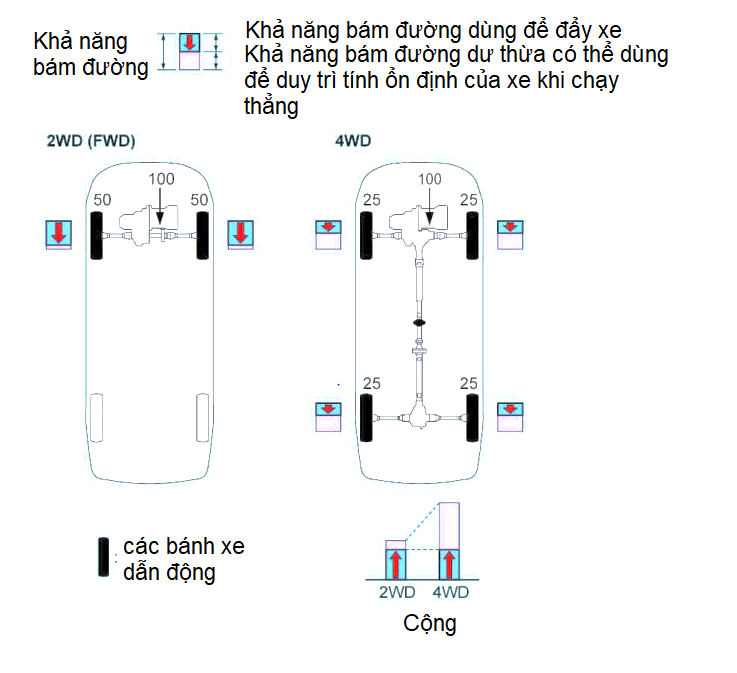 Khả năng
bám đường
Khả năng bám đường dùng để đẩy xe
Khả năng bám đường dư thừa có thể dùng
để duy trì tính ổn định của xe khi chạy
thẳng
2WD (FWD)
4WD
50
100
50
25
100
25
25
25
: các bánh xe
dẫn động
2WD 4WD
Cộng